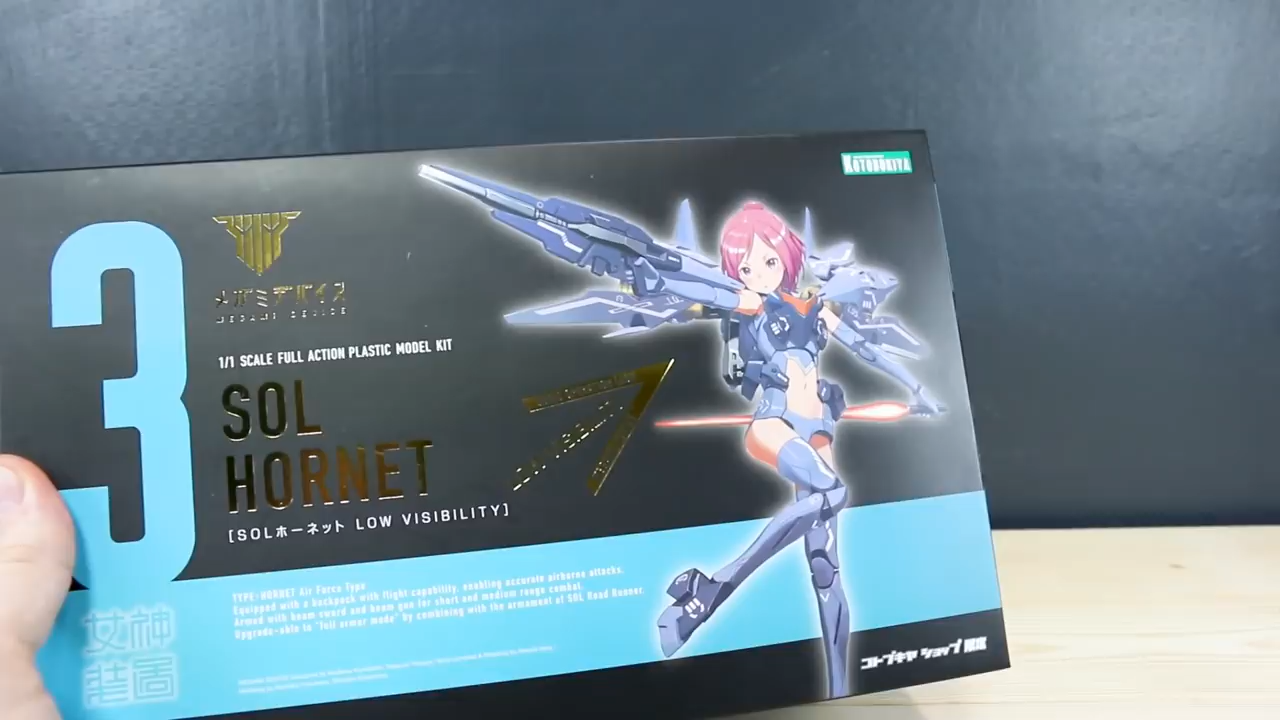 KOTOBUKIYA
3
メガミデバイス
MEGAMI DEVICE
1/1 SCALE FULL ACTION PLASTIC MODEL KIT
SOL
HORNET
LOW VISIBILITY
[SOLホーネット LOW VISIBILITY]
TYPE:HORNET Air Force Type
Equipped with a backpack with flight capability, enabling accurate airborne attacks.
Armed with beam sword and beam gun for short and medium range combat.
Upgrade-able to "full armor mode" by combining with the armament of SOL Road Runner.
女神
装置
コトブキヤ ショップ 限定